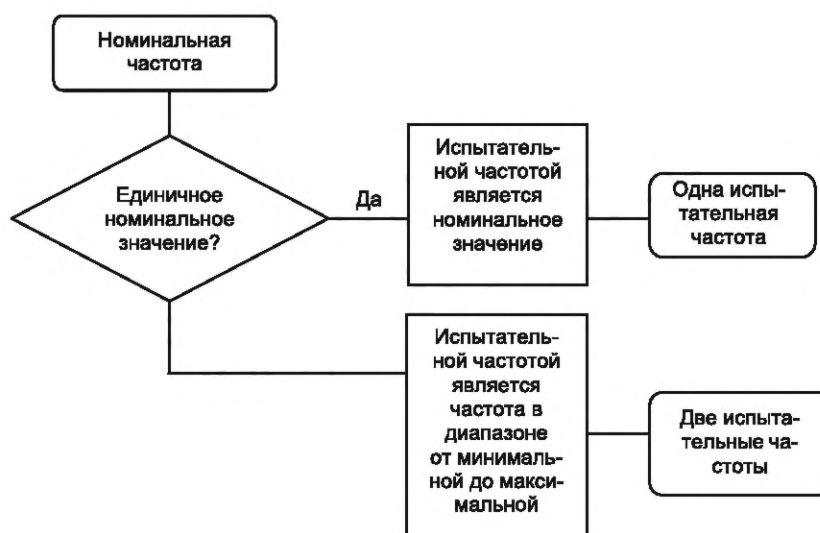 Номинальная
частота
Единичное
номинальное
значение?
Да
Испытатель-
ной частотой
является
номинальное
значение
Одна испы-
тательная
частота
Испытатель-
ной частотой
является
частота в
диапазоне
от минималь-
ной до макси-
мальной
Две испыта-
тельные ча-
стоты